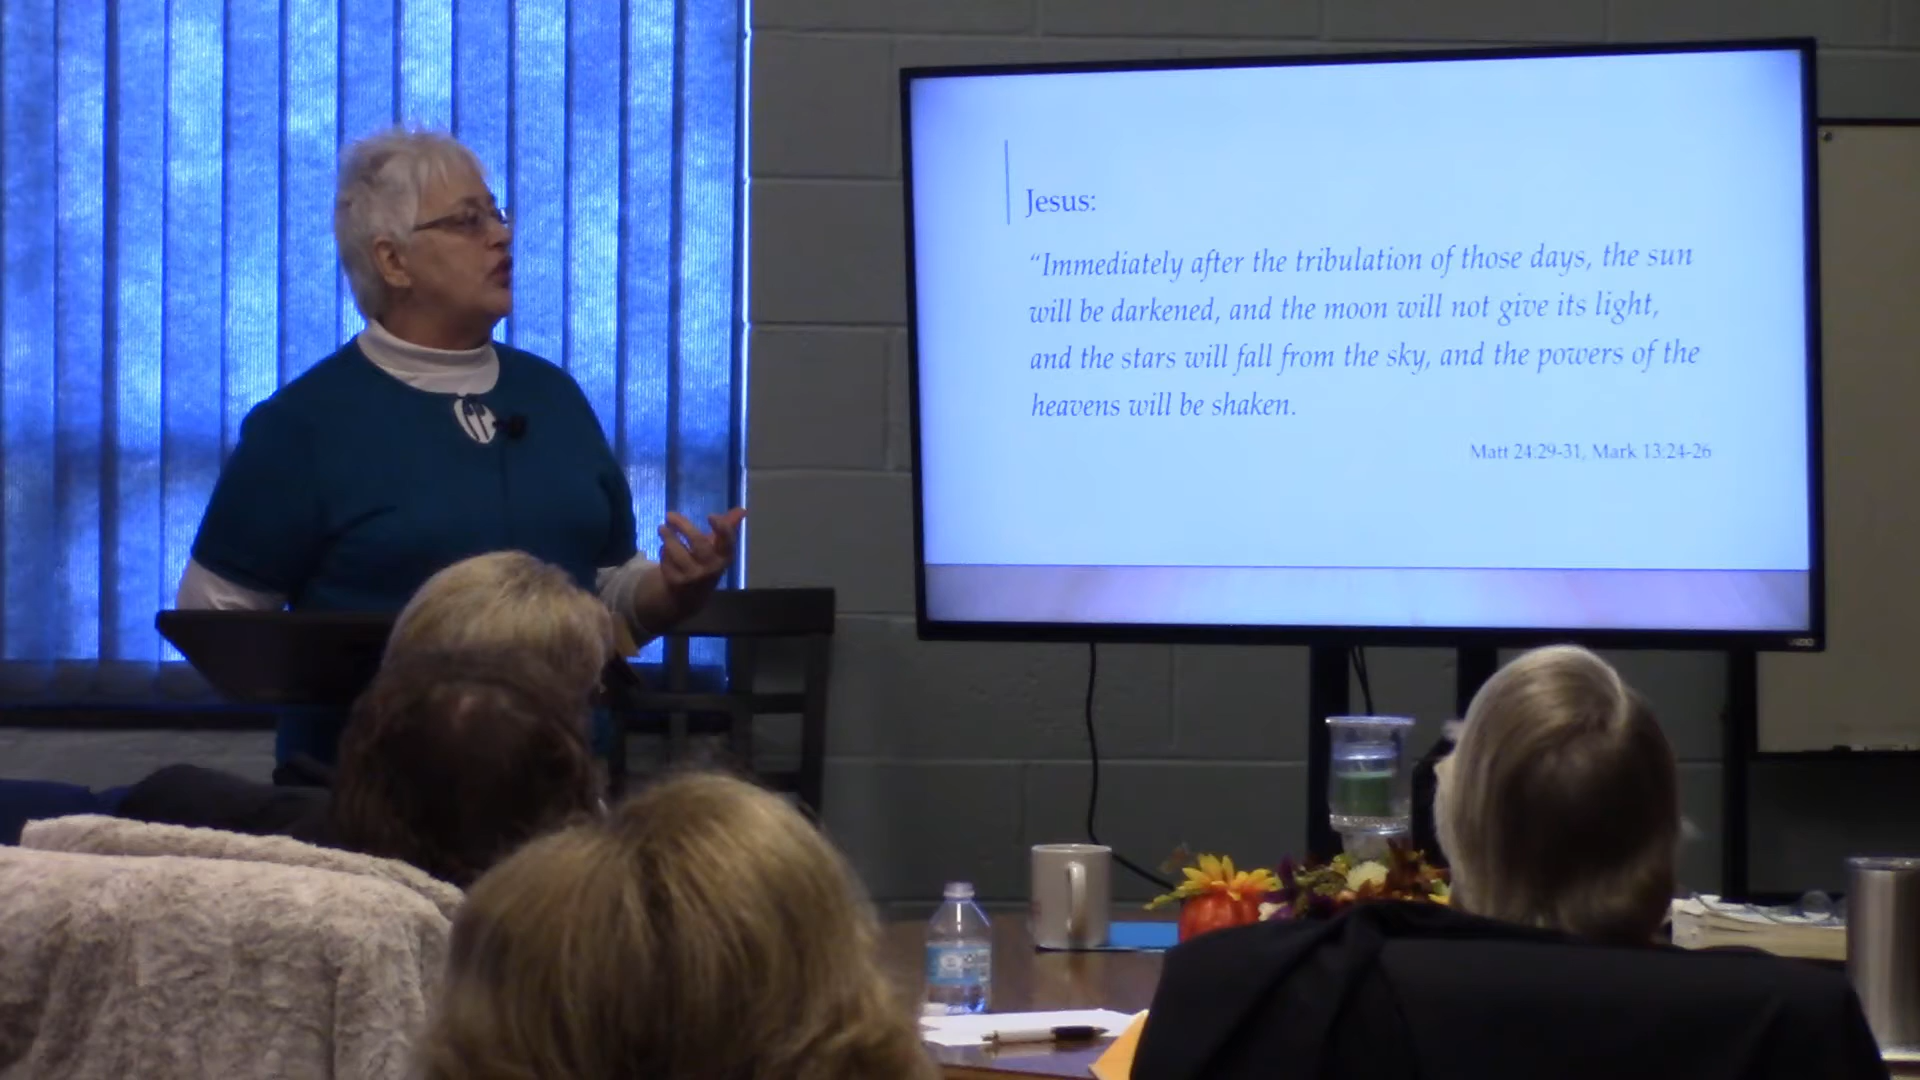 Jesus:
“Immediately after the tribulation of those days, the sun
will be darkened, and the moon will not give its light,
and the stars will fall from the sky, and the powers of the
heavens will be shaken.
Matt 24:29-31, Mark 13:24-26
VIZIO